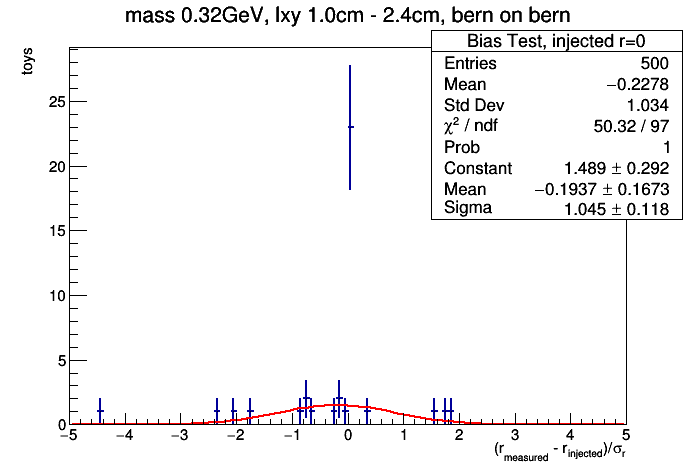 mass 0.32GeV, lxy 1.0cm - 2.4cm, bern on bern
toys
Bias Test, injected r=0
Entries 500
Mean −0.2278
Std Dev 1.034
χ² / ndf 50.32 / 97
Prob 1
Constant 1.489 ± 0.292
Mean −0.1937 ± 0.1673
Sigma 1.045 ± 0.118
25
20
15
10
5
0
−5 −4 −3 −2 −1 0 1 2 3 4 5
(r_measured - r_injected)/σ_r